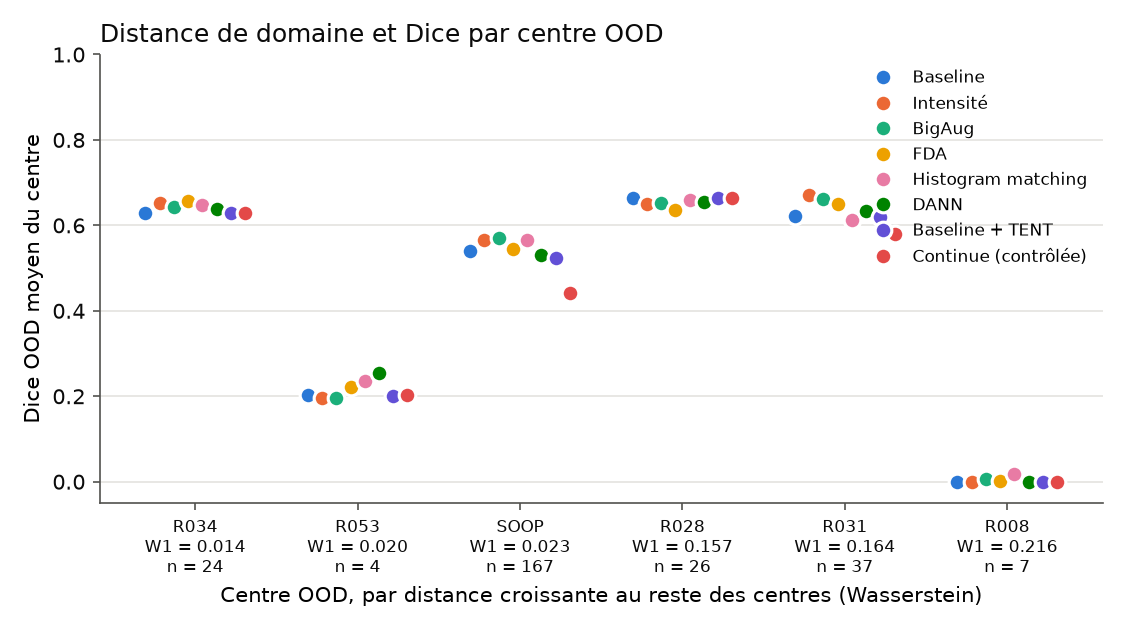 Distance de domaine et Dice par centre OOD
Dice OOD moyen du centre
1.0
0.8
0.6
0.4
0.2
0.0
Baseline
Intensité
BigAug
FDA
Histogram matching
DANN
Baseline + TENT
Continue (contrôlée)
R034
W1 = 0.014
n = 24
R053
W1 = 0.020
n = 4
SOOP
W1 = 0.023
n = 167
R028
W1 = 0.157
n = 26
R031
W1 = 0.164
n = 37
R008
W1 = 0.216
n = 7
Centre OOD, par distance croissante au reste des centres (Wasserstein)